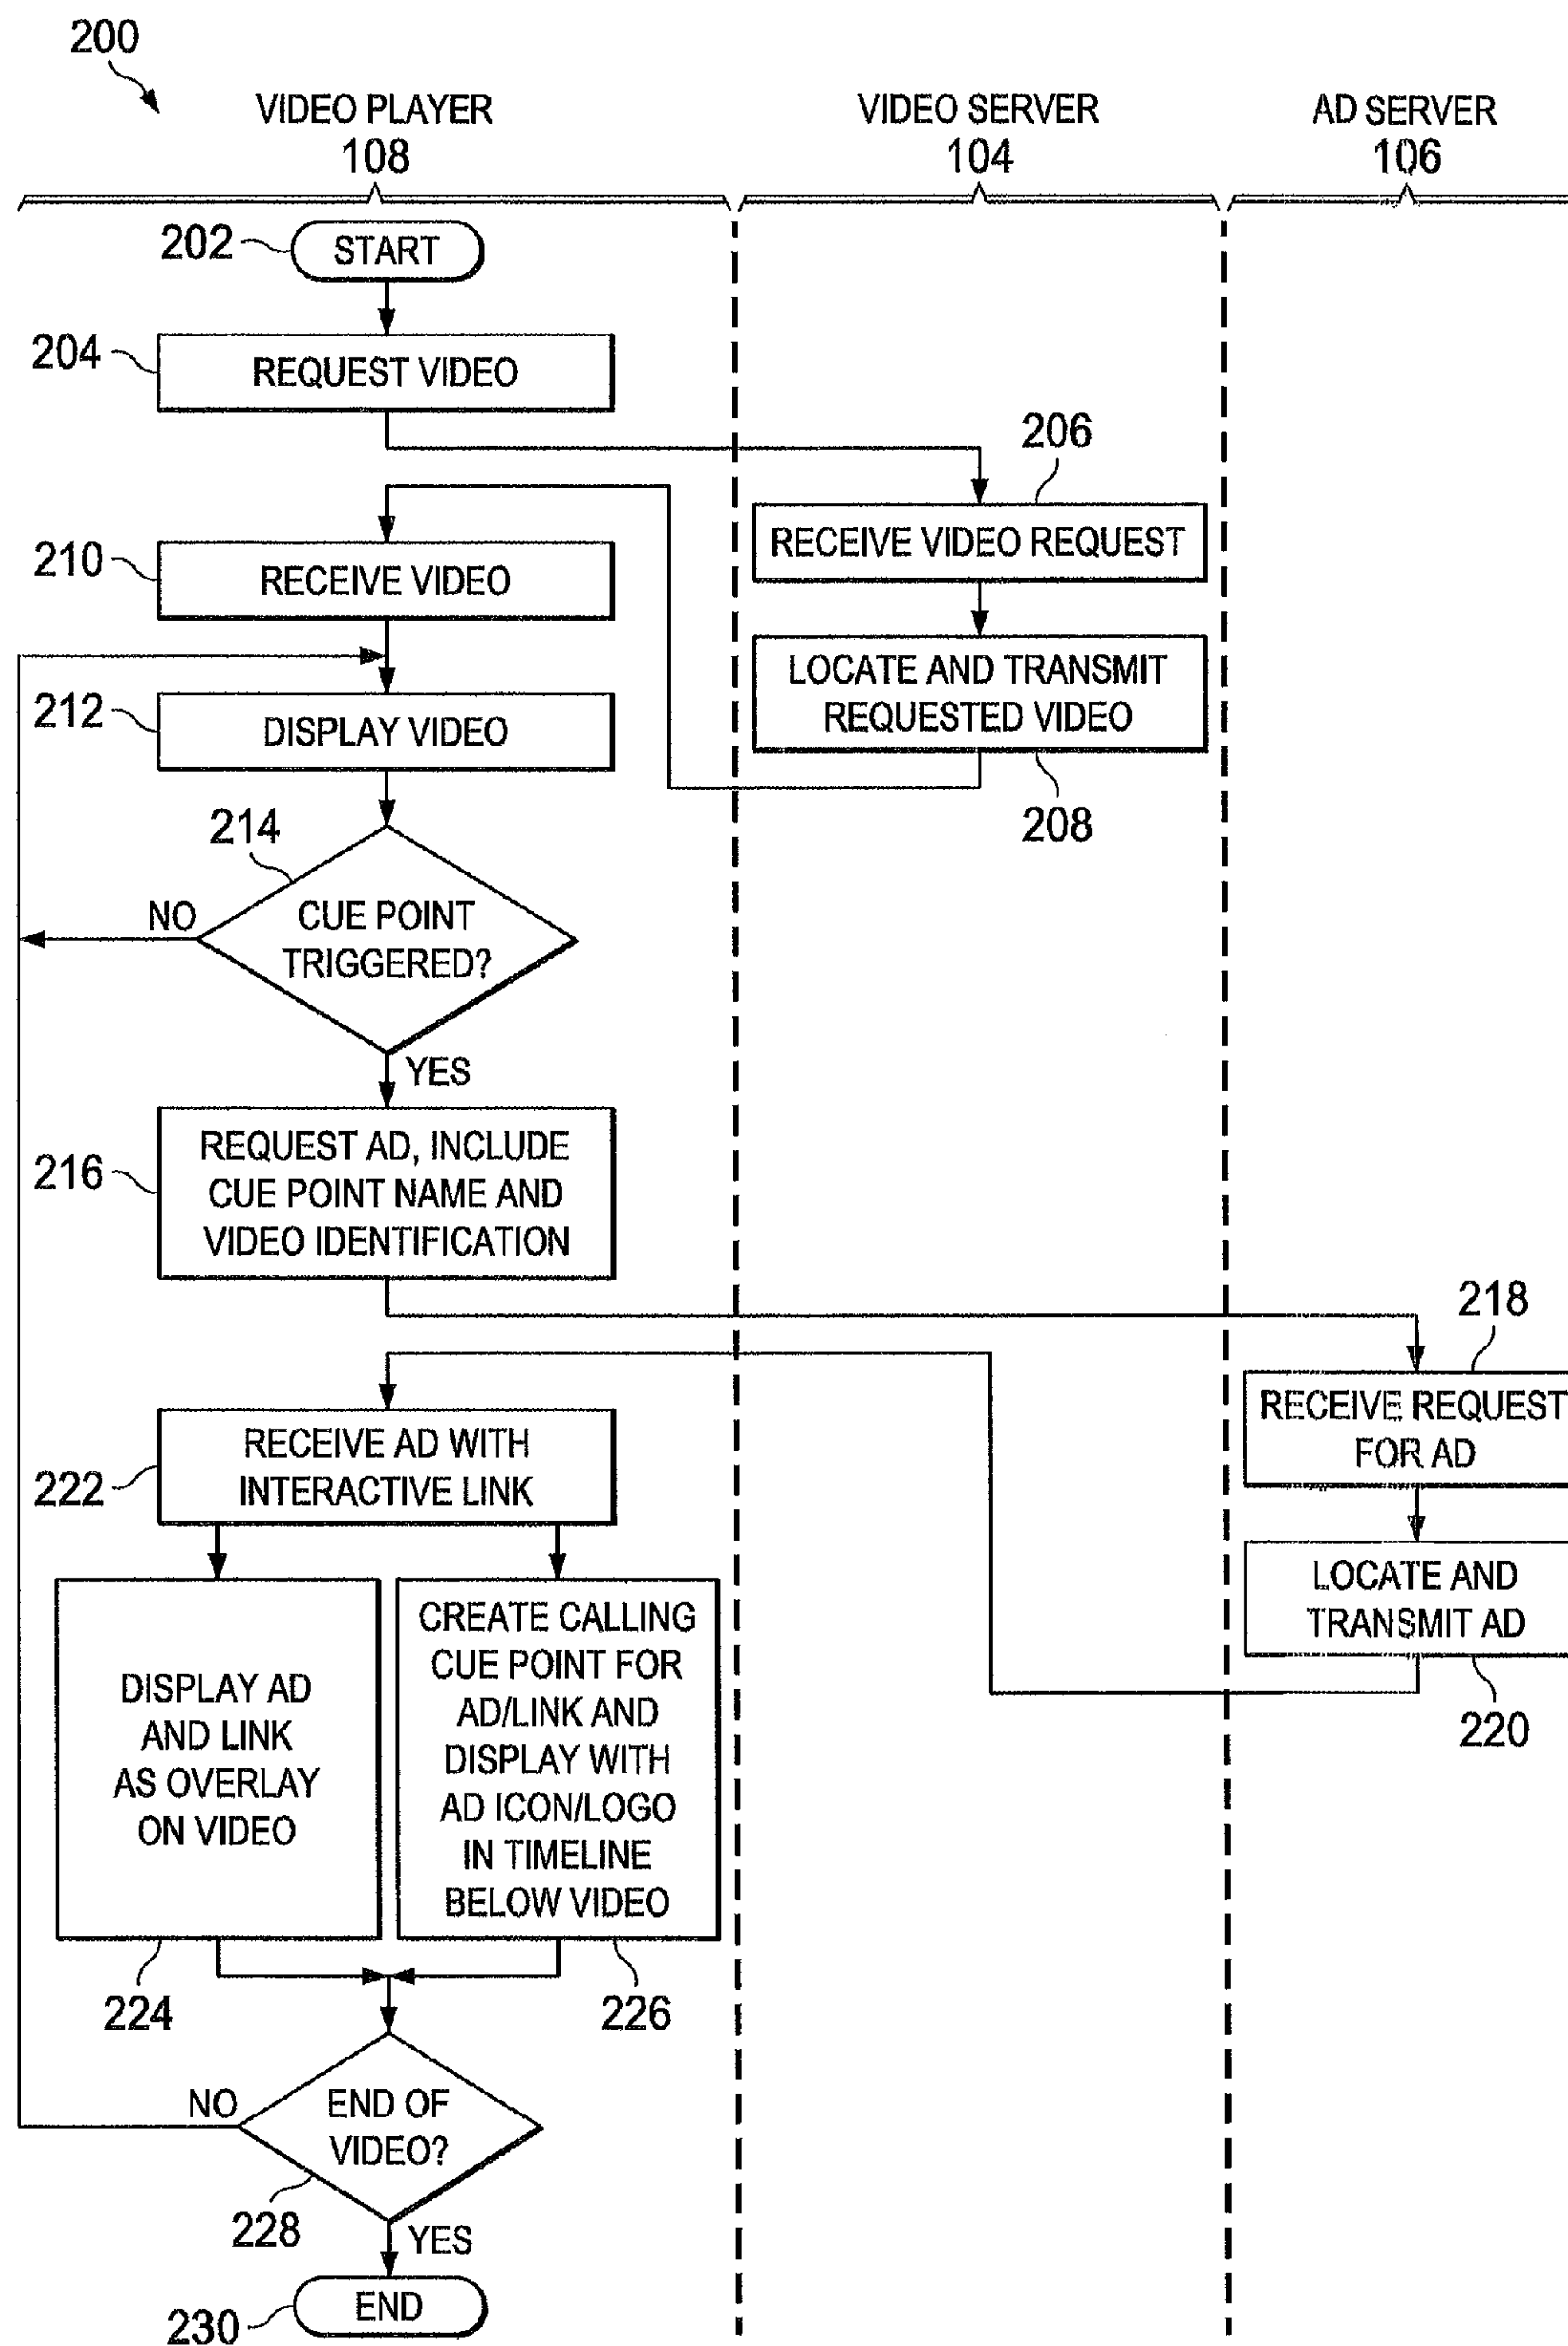 200
VIDEO PLAYER
108
VIDEO SERVER
104
AD SERVER
106
202
START
204
REQUEST VIDEO
206
RECEIVE VIDEO REQUEST
210
RECEIVE VIDEO
LOCATE AND TRANSMIT
REQUESTED VIDEO
208
212
DISPLAY VIDEO
214
CUE POINT
TRIGGERED?
NO
YES
216
REQUEST AD, INCLUDE
CUE POINT NAME AND
VIDEO IDENTIFICATION
218
RECEIVE REQUEST
FOR AD
LOCATE AND
TRANSMIT AD
220
222
RECEIVE AD WITH
INTERACTIVE LINK
DISPLAY AD
AND LINK
AS OVERLAY
ON VIDEO
224
CREATE CALLING
CUE POINT FOR
AD/LINK AND
DISPLAY WITH
AD ICON/LOGO
IN TIMELINE
BELOW VIDEO
226
END OF
VIDEO?
NO
228
YES
END
230